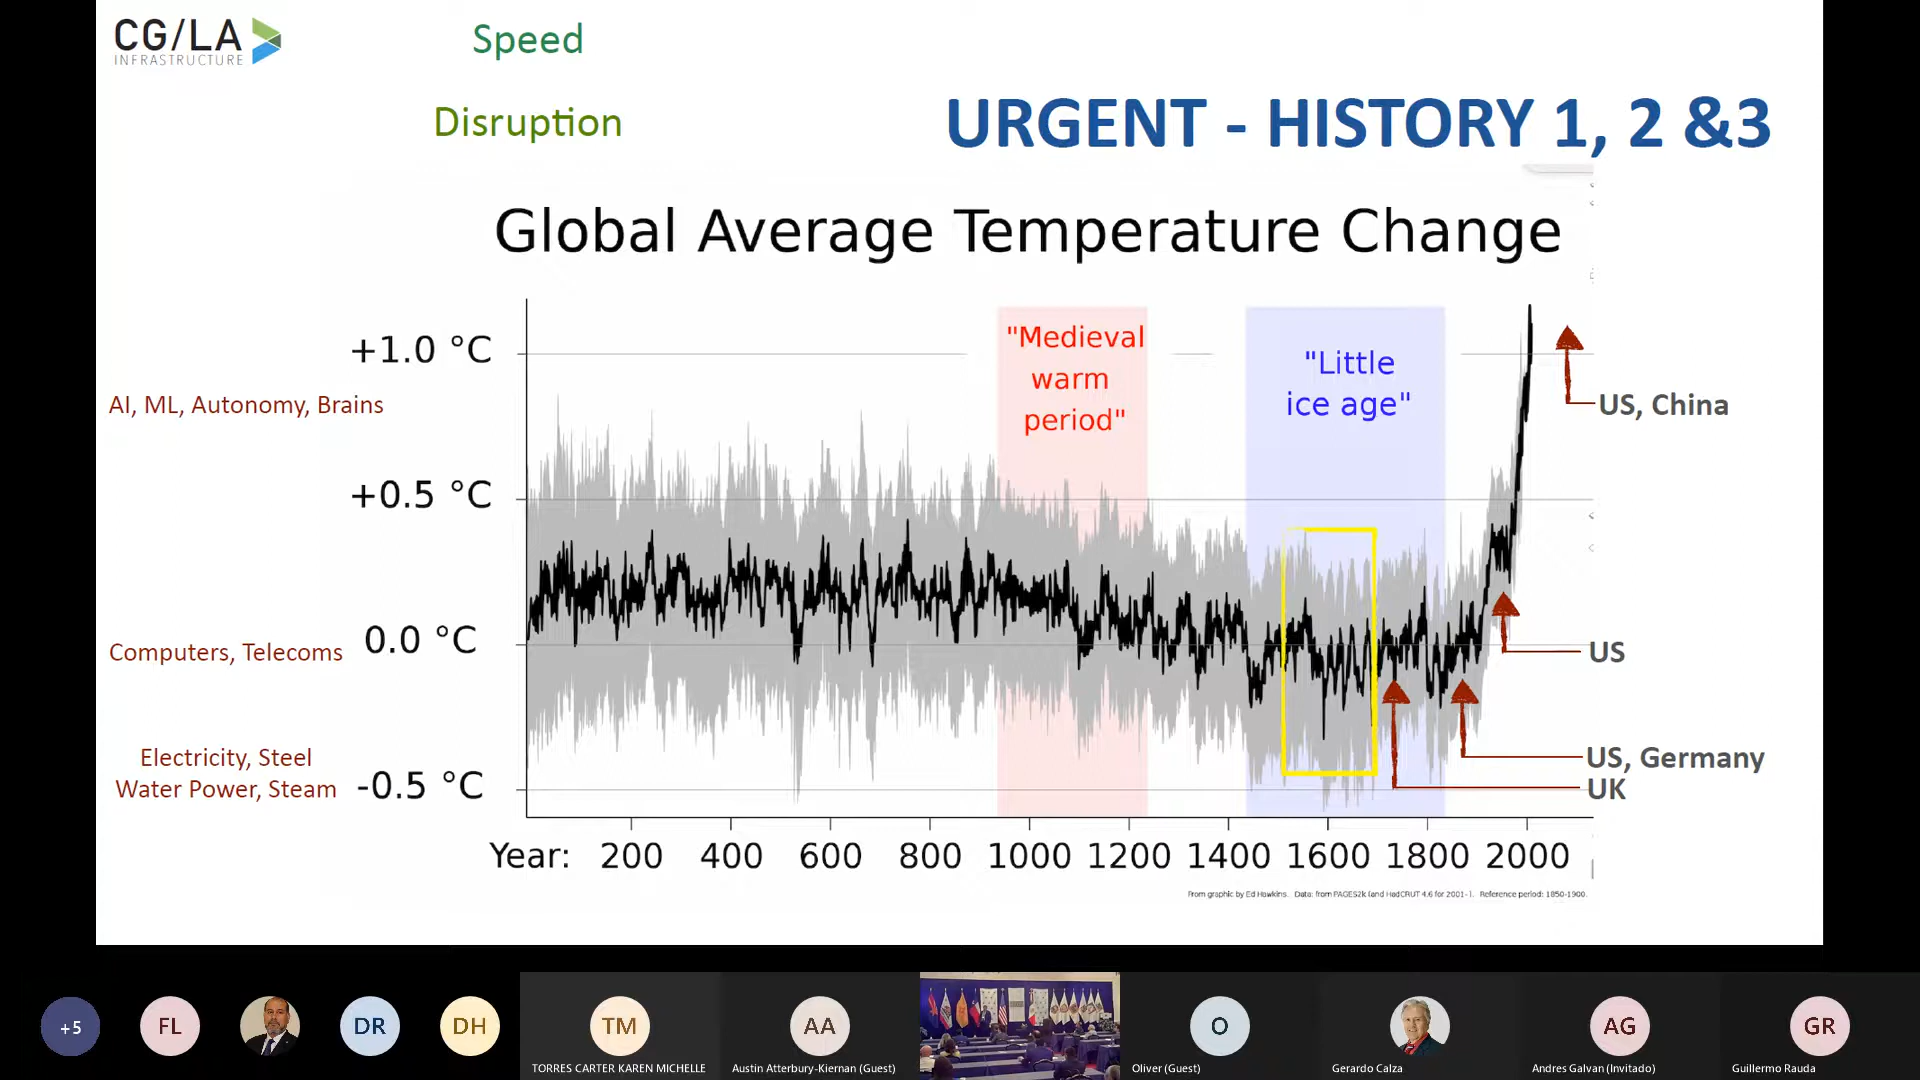 CG/LA
INFRASTRUCTURE
Speed
Disruption
URGENT - HISTORY 1, 2 &3
Global Average Temperature Change
+1.0 °C
+0.5 °C
0.0 °C
-0.5 °C
AI, ML, Autonomy, Brains
Computers, Telecoms
Electricity, Steel
Water Power, Steam
"Medieval
warm
period"
"Little
ice age"
US, China
US
US, Germany
UK
Year: 200 400 600 800 1000 1200 1400 1600 1800 2000
From graphic by Ed Hawkins. Data: from PAGES2k (and HadCRUT 4.6 for 2001- ). Reference period: 1850-1900.
+5
FL
DR
DH
TM
TORRES CARTER KAREN MICHELLE
AA
Austin Atterbury-Kiernan (Guest)
O
Oliver (Guest)
Gerardo Calza
AG
Andres Galvan (Invitado)
GR
Guillermo Rauda